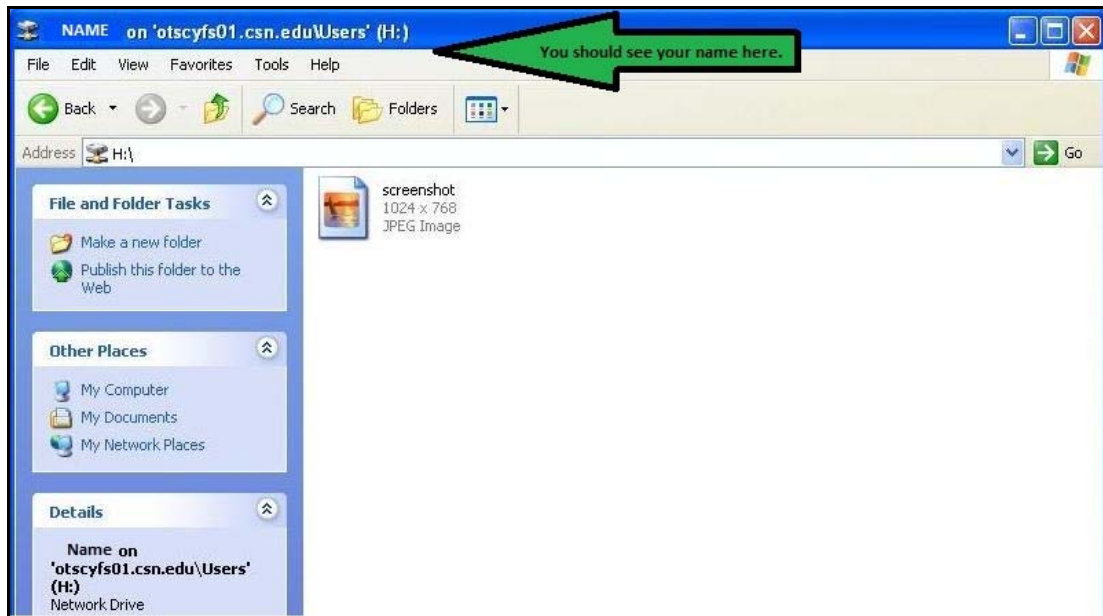 NAME on 'otscyfs01.csn.edu\Users' (H:)
You should see your name here.
File Edit View Favorites Tools Help
Back Search Folders
Address H:\ Go
File and Folder Tasks
Make a new folder
Publish this folder to the
Web
Other Places
My Computer
My Documents
My Network Places
Details
Name on
'otscyfs01.csn.edu\Users'
(H:)
Network Drive
screenshot
1024 x 768
JPEG Image